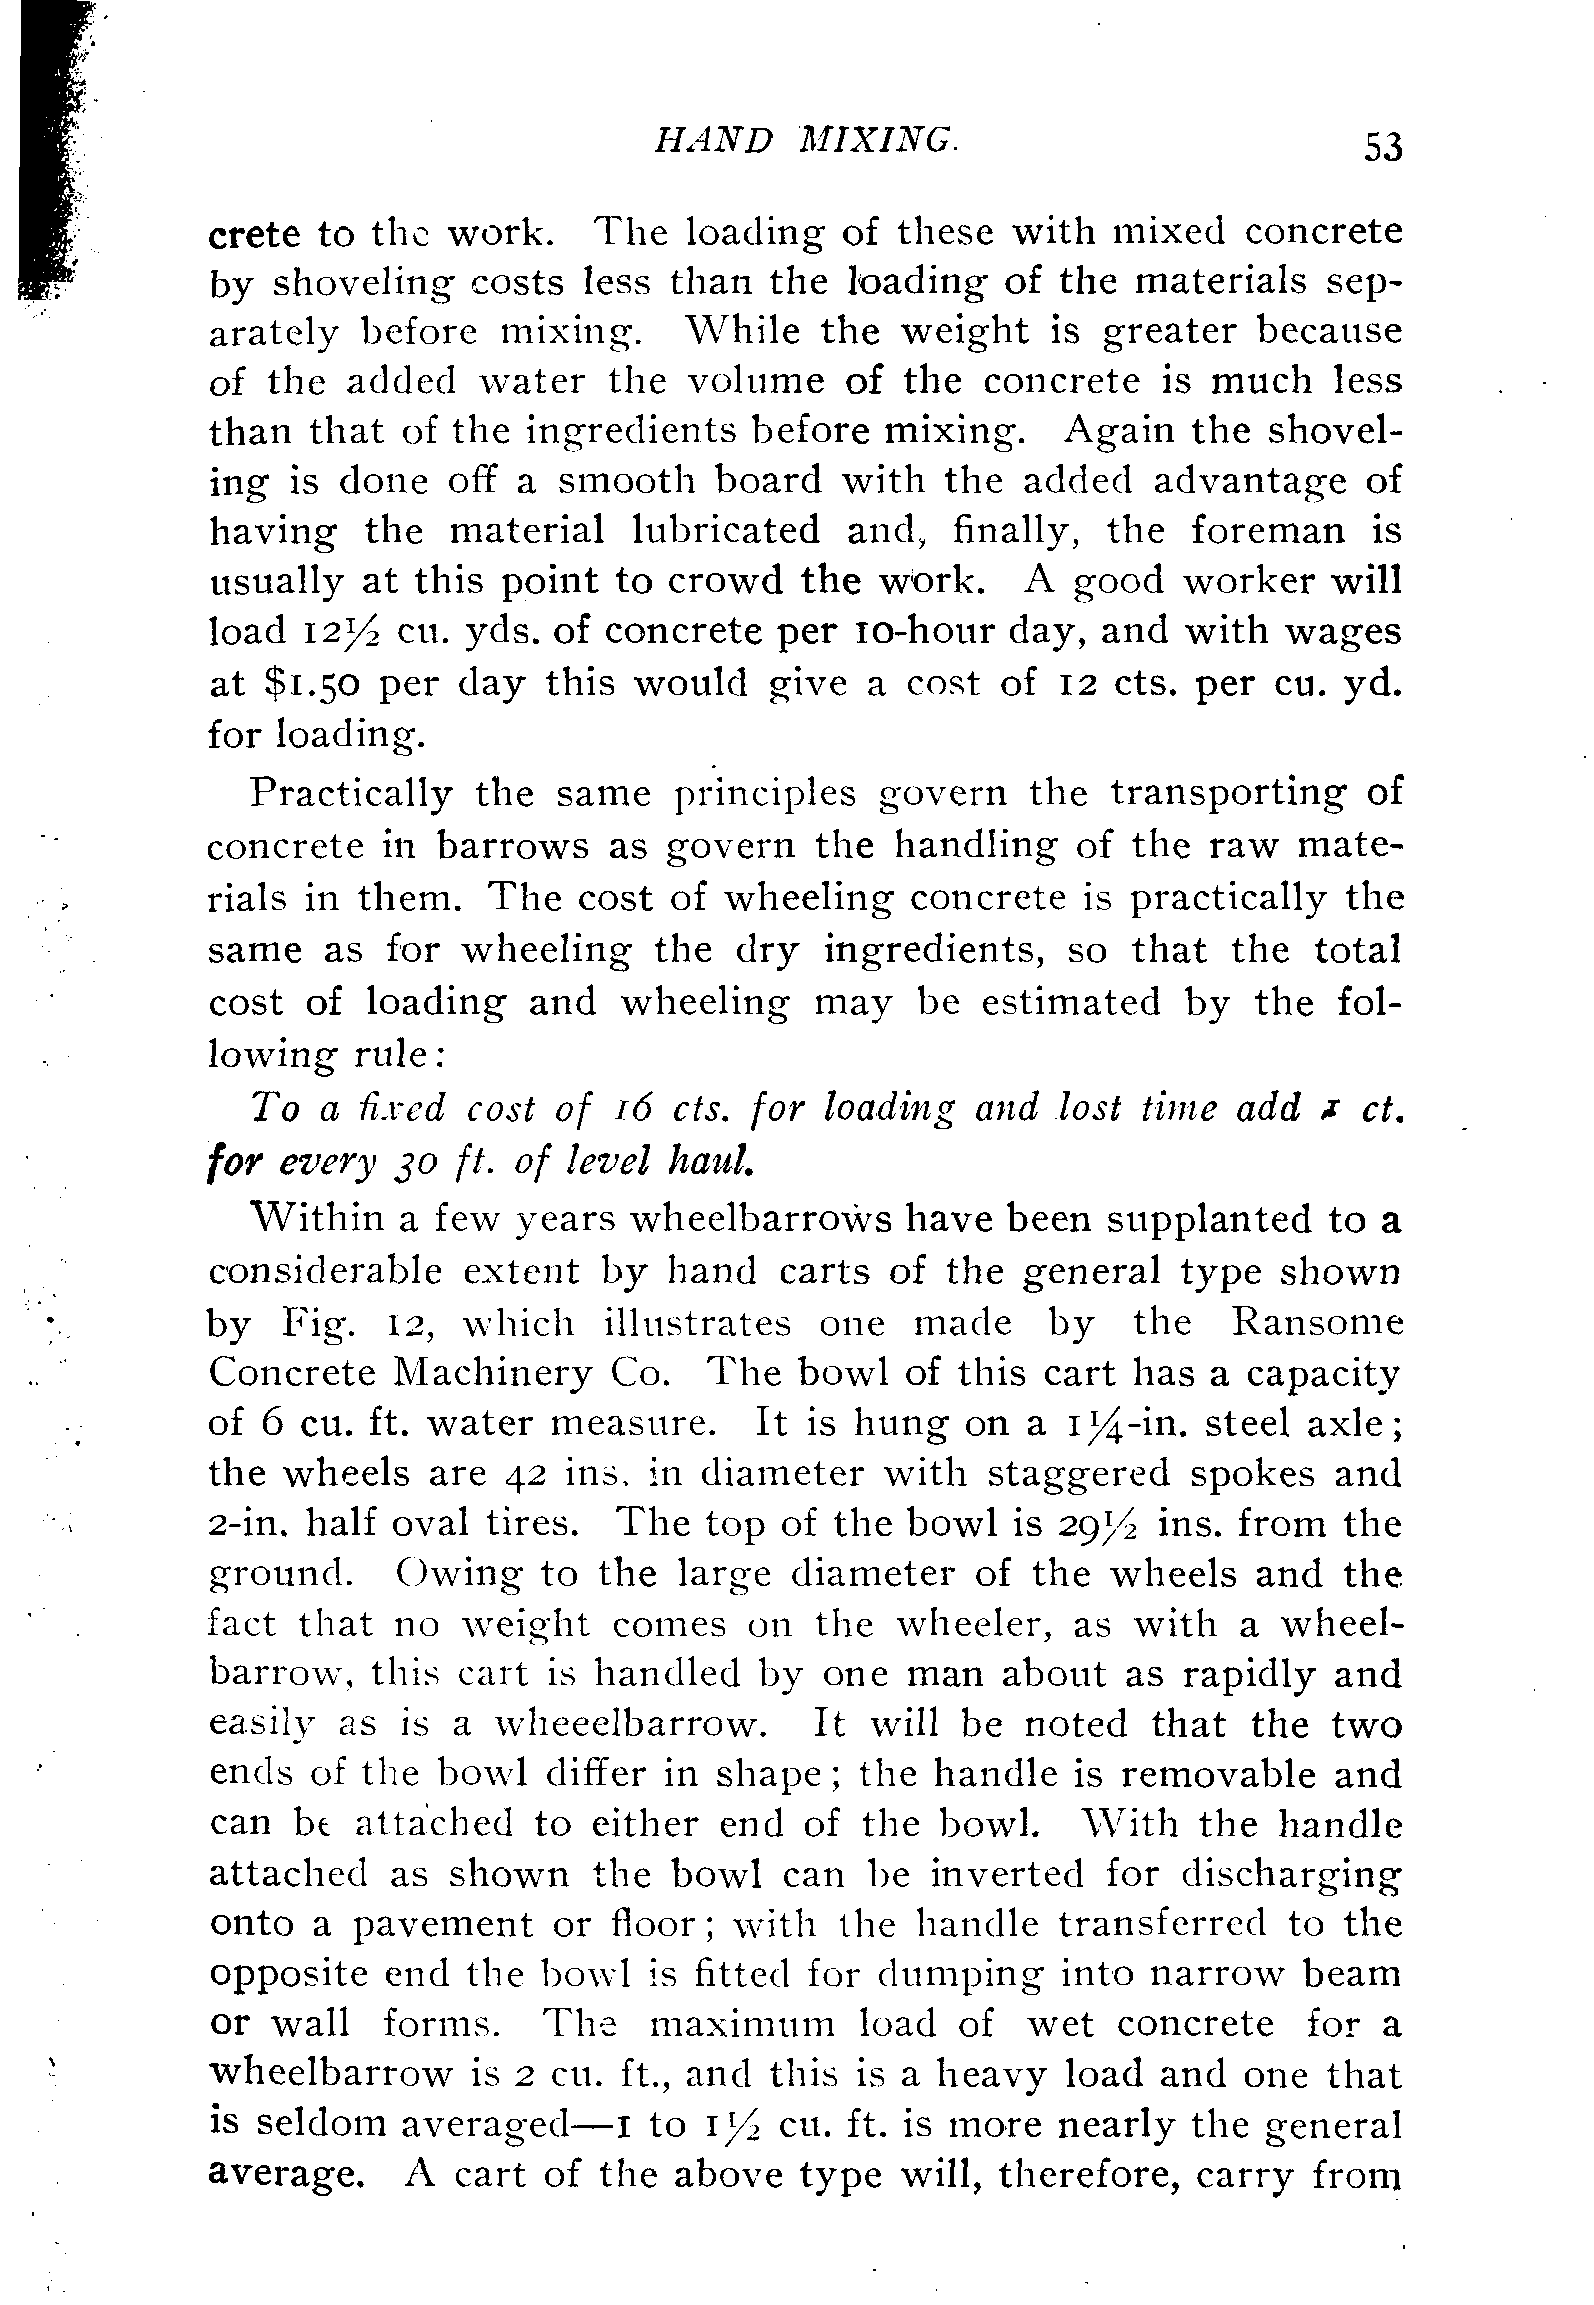 HAND MIXING.
53
crete to the work. The loading of these with mixed concrete
by shoveling costs less than the loading of the materials sep-
arately before mixing. While the weight is greater because
of the added water the volume of the concrete is much less
than that of the ingredients before mixing. Again the shovel-
ing is done off a smooth board with the added advantage of
having the material lubricated and, finally, the foreman is
usually at this point to crowd the work. A good worker will
load 12½ cu. yds. of concrete per 10-hour day, and with wages
at $1.50 per day this would give a cost of 12 cts. per cu. yd.
for loading.
Practically the same principles govern the transporting of
concrete in barrows as govern the handling of the raw mate-
rials in them. The cost of wheeling concrete is practically the
same as for wheeling the dry ingredients, so that the total
cost of loading and wheeling may be estimated by the fol-
lowing rule:
To a fixed cost of 16 cts. for loading and lost time add 1 ct.
for every 30 ft. of level haul.
Within a few years wheelbarrows have been supplanted to a
considerable extent by hand carts of the general type shown
by Fig. 12, which illustrates one made by the Ransome
Concrete Machinery Co. The bowl of this cart has a capacity
of 6 cu. ft. water measure. It is hung on a 1¼-in. steel axle;
the wheels are 42 ins. in diameter with staggered spokes and
2-in. half oval tires. The top of the bowl is 29½ ins. from the
ground. Owing to the large diameter of the wheels and the
fact that no weight comes on the wheeler, as with a wheel-
barrow, this cart is handled by one man about as rapidly and
easily as is a wheeelbarrow. It will be noted that the two
ends of the bowl differ in shape; the handle is removable and
can be attached to either end of the bowl. With the handle
attached as shown the bowl can be inverted for discharging
onto a pavement or floor; with the handle transferred to the
opposite end the bowl is fitted for dumping into narrow beam
or wall forms. The maximum load of wet concrete for a
wheelbarrow is 2 cu. ft., and this is a heavy load and one that
is seldom averaged—1 to 1½ cu. ft. is more nearly the general
average. A cart of the above type will, therefore, carry from